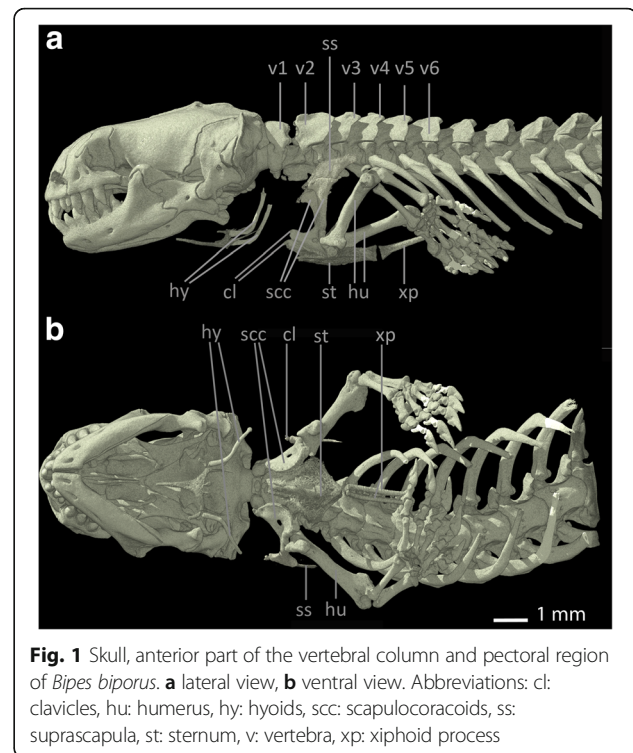 a
ss
v1 v2 v3 v4 v5 v6
hy cl scc st hu xp
b
hy scc cl st xp
ss hu
1 mm
Fig. 1 Skull, anterior part of the vertebral column and pectoral region
of Bipes biporus. a lateral view, b ventral view. Abbreviations: cl:
clavicles, hu: humerus, hy: hyoids, scc: scapulocoracoids, ss:
suprascapula, st: sternum, v: vertebra, xp: xiphoid process